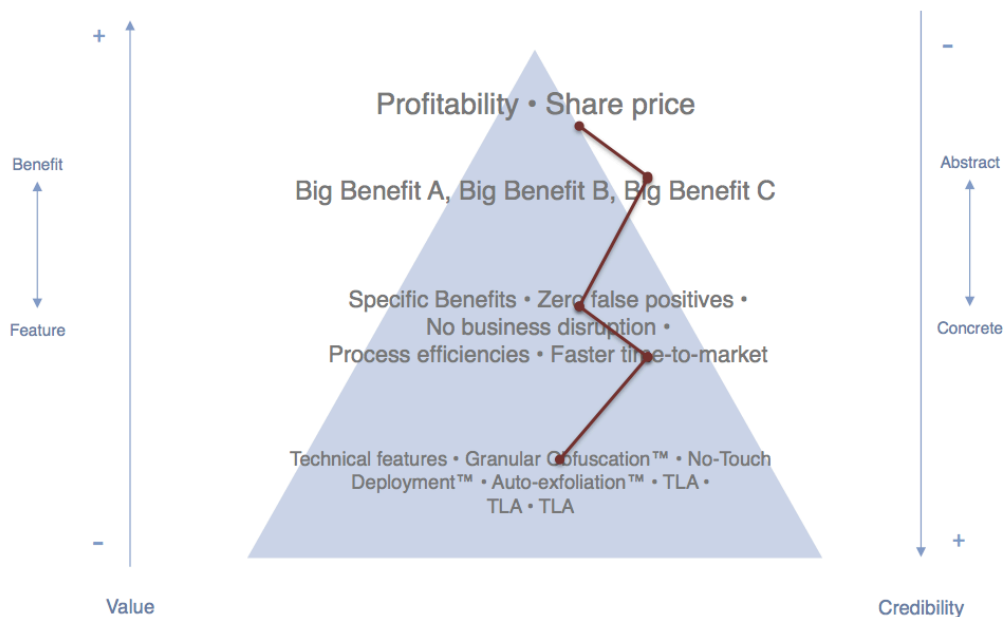 +
–
Profitability • Share price
Benefit
Abstract
Big Benefit A, Big Benefit B, Big Benefit C
Specific Benefits • Zero false positives •
No business disruption •
Process efficiencies • Faster time-to-market
Feature
Concrete
Technical features • Granular Obfuscation™ • No-Touch
Deployment™ • Auto-exfoliation™ • TLA •
TLA • TLA
–
+
Value
Credibility